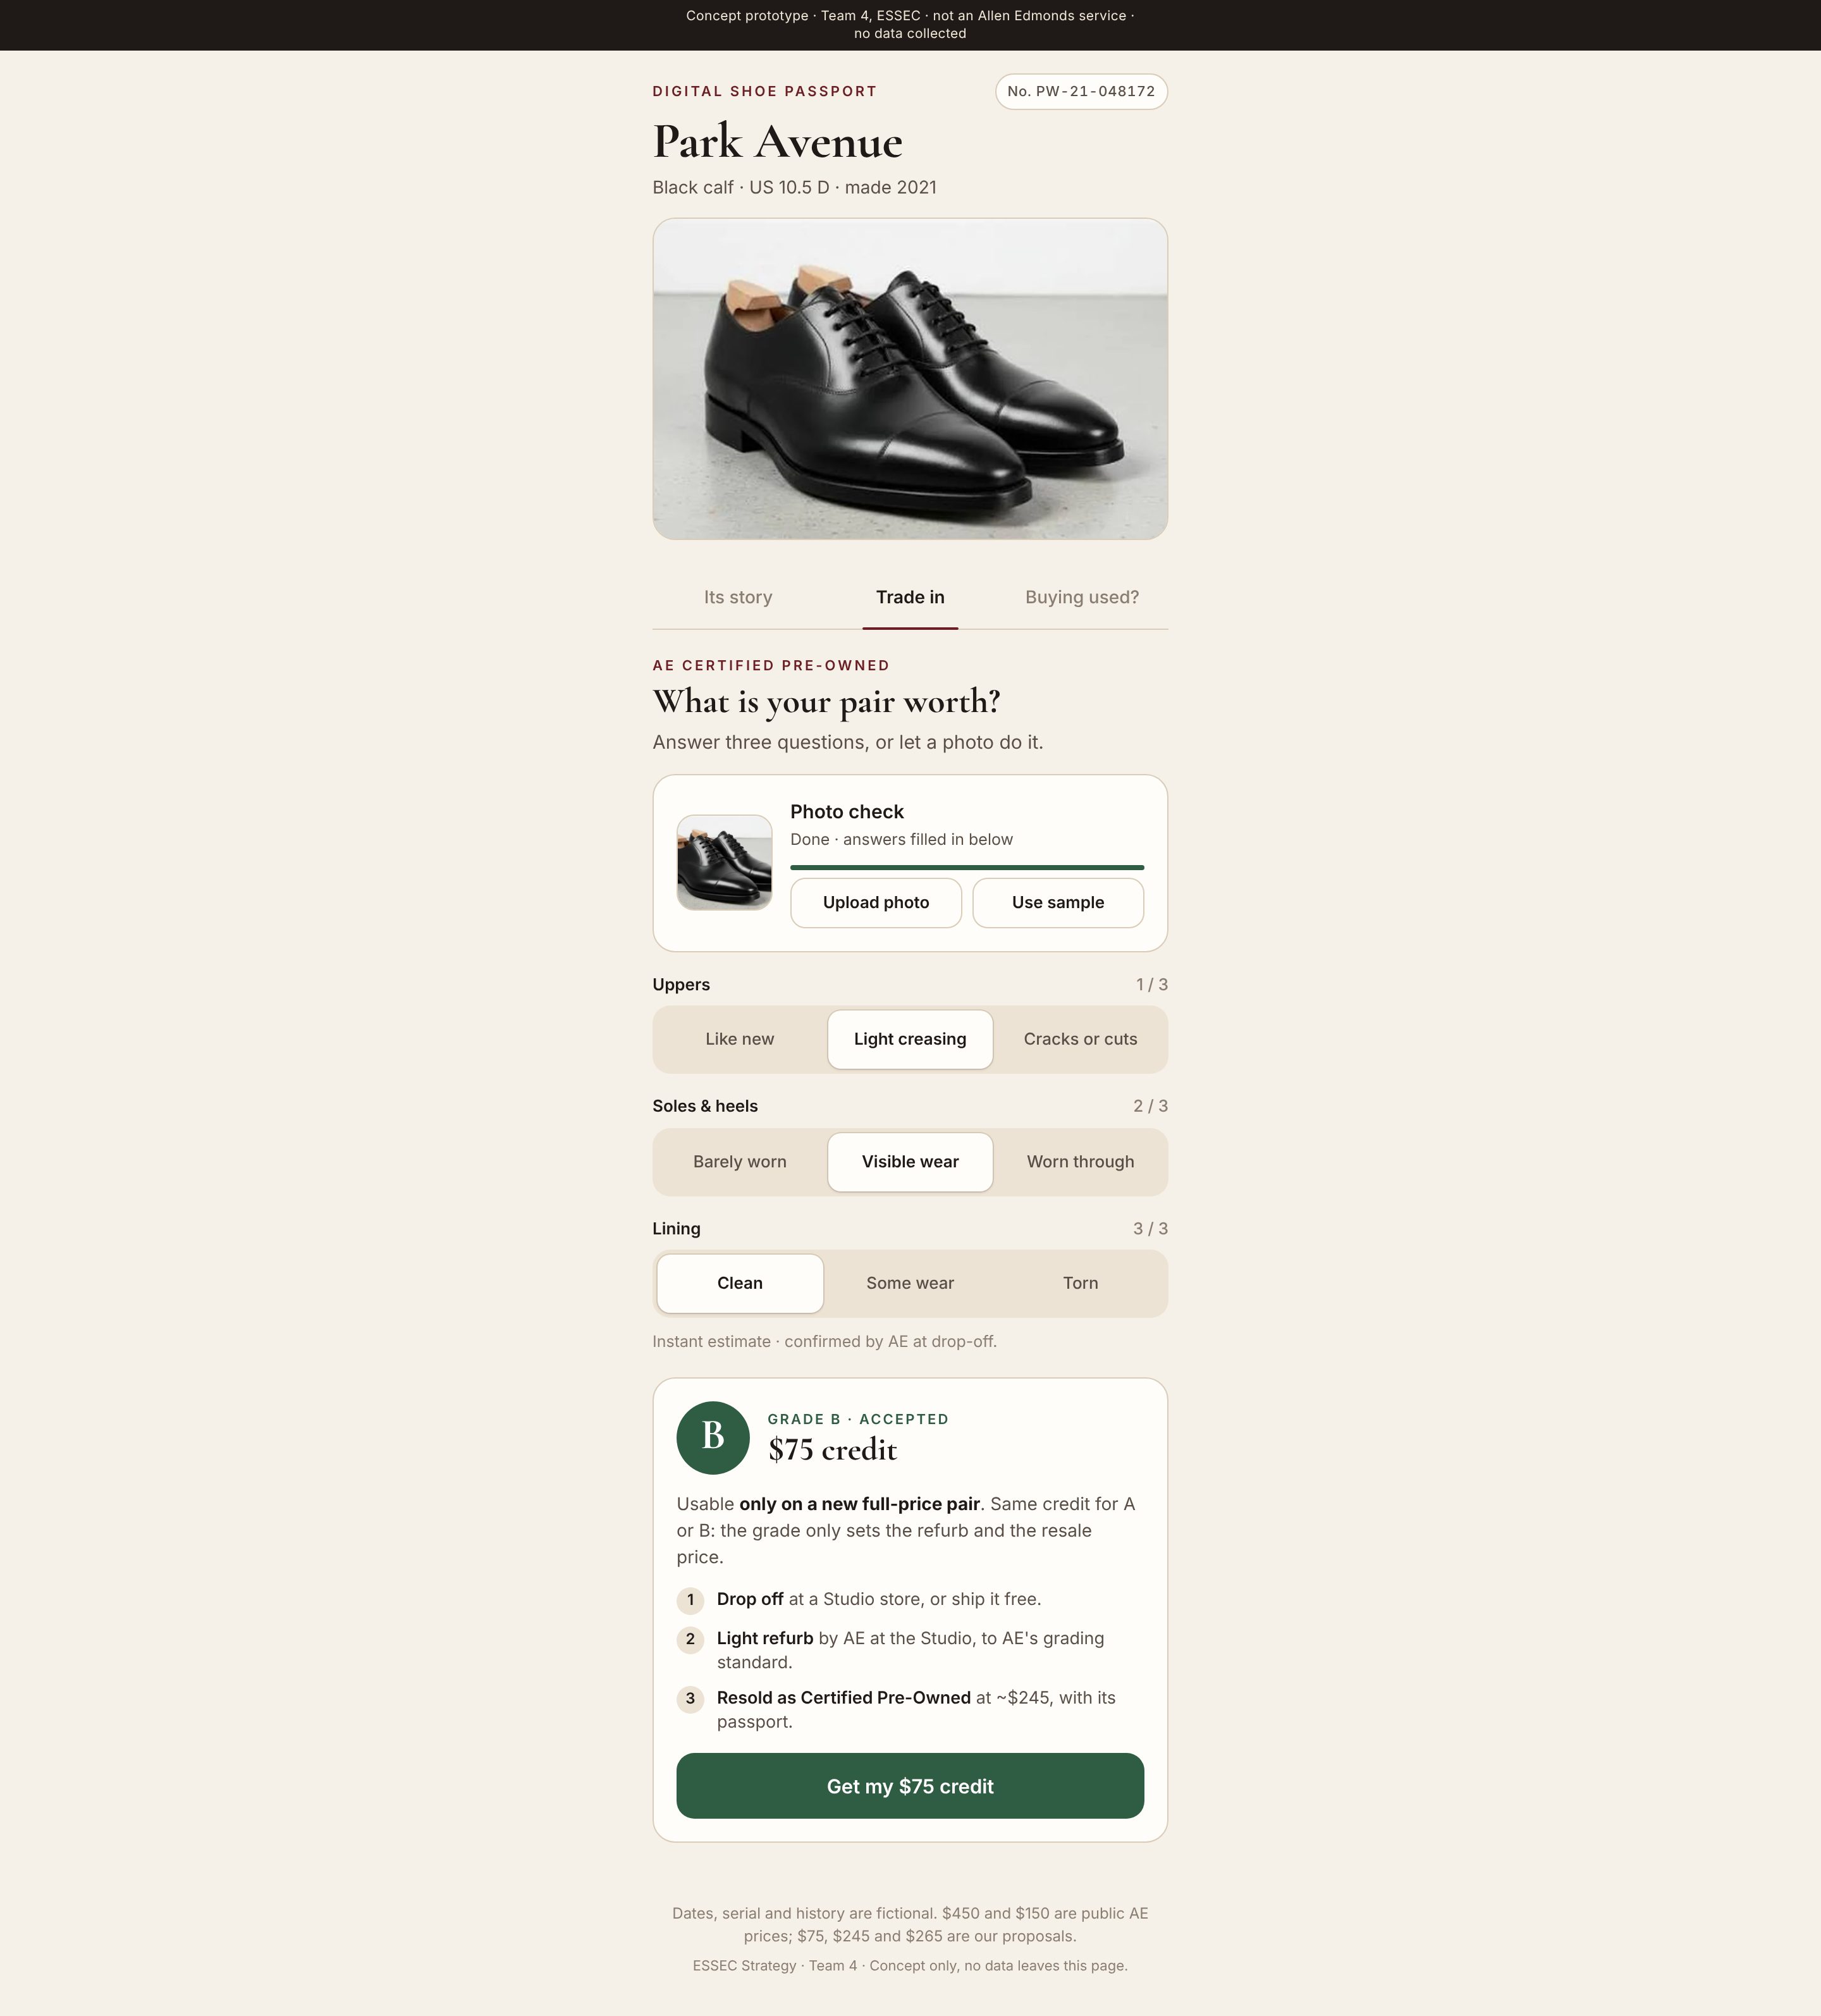 Concept prototype · Team 4, ESSEC · not an Allen Edmonds service ·
no data collected
DIGITAL SHOE PASSPORT
No. PW-21-048172
Park Avenue
Black calf · US 10.5 D · made 2021
Its story
Trade in
Buying used?
AE CERTIFIED PRE-OWNED
What is your pair worth?
Answer three questions, or let a photo do it.
Photo check
Done · answers filled in below
Upload photo
Use sample
Uppers
1 / 3
Like new
Light creasing
Cracks or cuts
Soles & heels
2 / 3
Barely worn
Visible wear
Worn through
Lining
3 / 3
Clean
Some wear
Torn
Instant estimate · confirmed by AE at drop-off.
B
GRADE B · ACCEPTED
$75 credit
Usable only on a new full-price pair. Same credit for A
or B: the grade only sets the refurb and the resale
price.
1 Drop off at a Studio store, or ship it free.
2 Light refurb by AE at the Studio, to AE's grading
standard.
3 Resold as Certified Pre-Owned at ~$245, with its
passport.
Get my $75 credit
Dates, serial and history are fictional. $450 and $150 are public AE
prices; $75, $245 and $265 are our proposals.
ESSEC Strategy · Team 4 · Concept only, no data leaves this page.